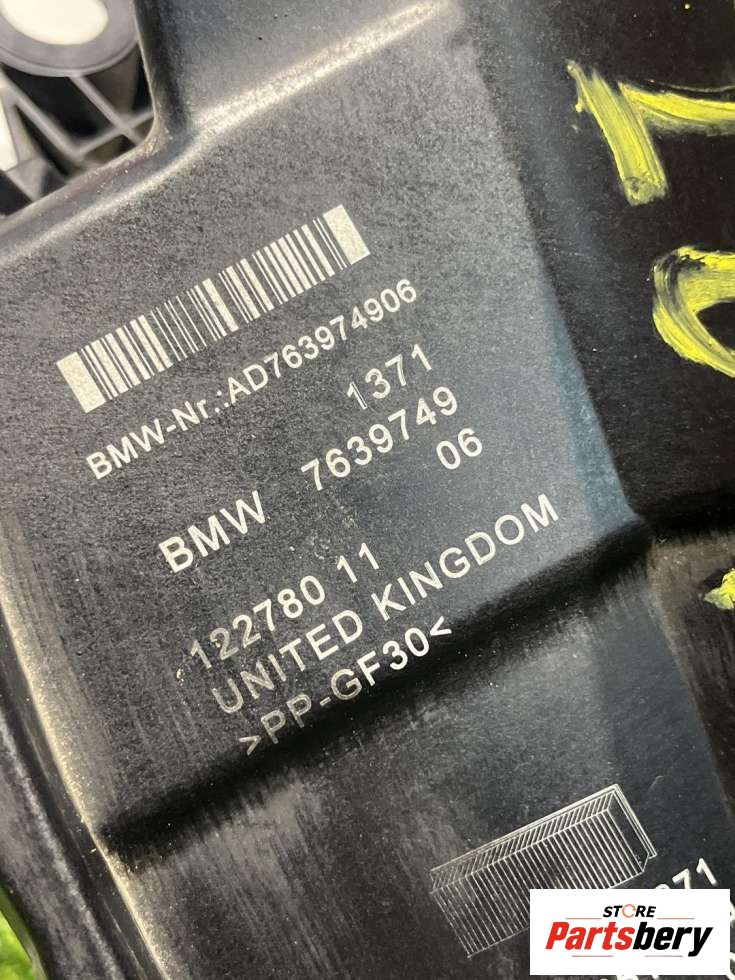 BMW-Nr.:AD763974906
1371
BMW 7639749
06
122780 11
UNITED KINGDOM
>PP-GF30<
STORE
Partsbery